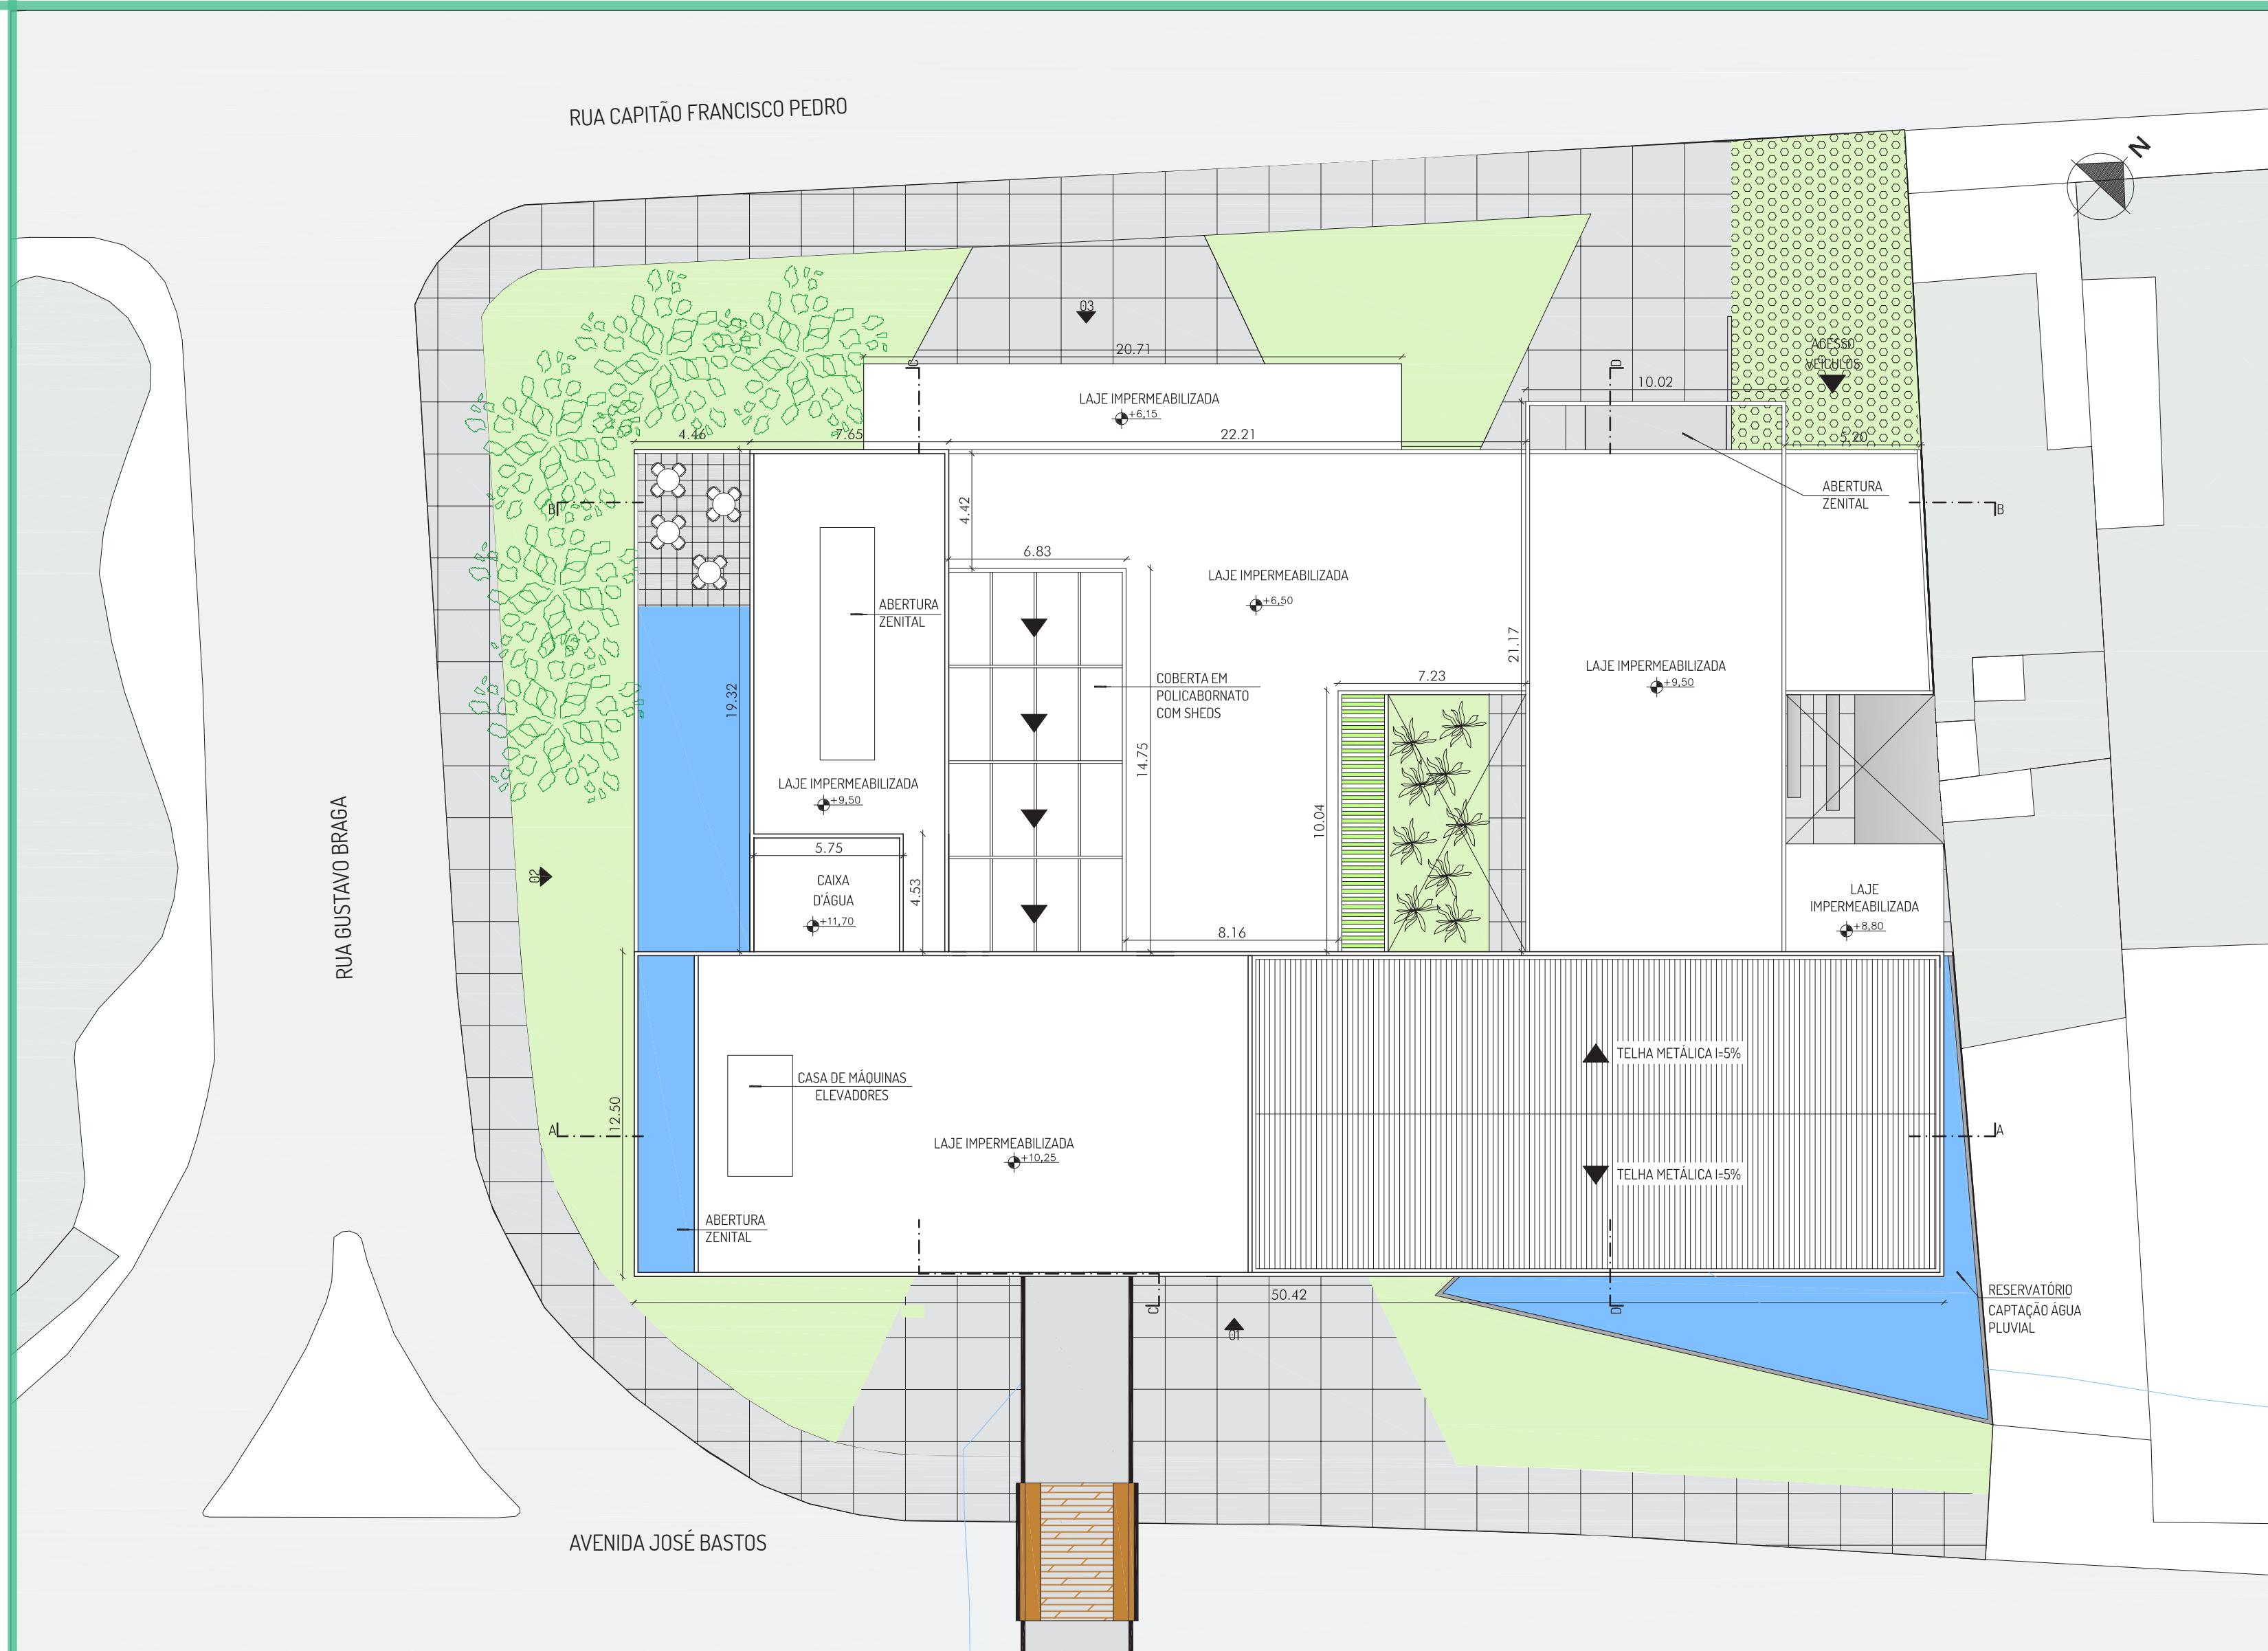 RUA CAPITÃO FRANCISCO PEDRO
N
03
20.71
C
D
ACESSO
VEÍCULOS
10.02
LAJE IMPERMEABILIZADA
+6,15
4.46
7.65
22.21
5.20
ABERTURA
ZENITAL
B
B
4.42
6.83
LAJE IMPERMEABILIZADA
+6,50
ABERTURA
ZENITAL
21.17
LAJE IMPERMEABILIZADA
+9,50
7.23
COBERTA EM
POLICABORNATO
COM SHEDS
19.32
14.75
LAJE IMPERMEABILIZADA
+9,50
10.04
5.75
CAIXA
D'ÁGUA
+11,70
4.53
8.16
LAJE
IMPERMEABILIZADA
+8,80
RUA GUSTAVO BRAGA
02
TELHA METÁLICA I=5%
CASA DE MÁQUINAS
ELEVADORES
12.50
A
A
LAJE IMPERMEABILIZADA
+10,25
TELHA METÁLICA I=5%
ABERTURA
ZENITAL
50.42
C
D
01
RESERVATÓRIO
CAPTAÇÃO ÁGUA
PLUVIAL
AVENIDA JOSÉ BASTOS